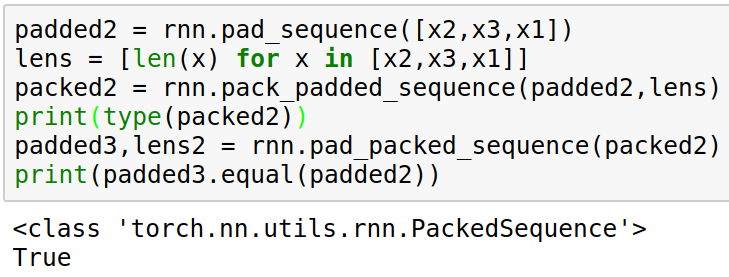 padded2 = rnn.pad_sequence([x2,x3,x1])
lens = [len(x) for x in [x2,x3,x1]]
packed2 = rnn.pack_padded_sequence(padded2,lens)
print(type(packed2))
padded3,lens2 = rnn.pad_packed_sequence(packed2)
print(padded3.equal(padded2))
<class 'torch.nn.utils.rnn.PackedSequence'>
True